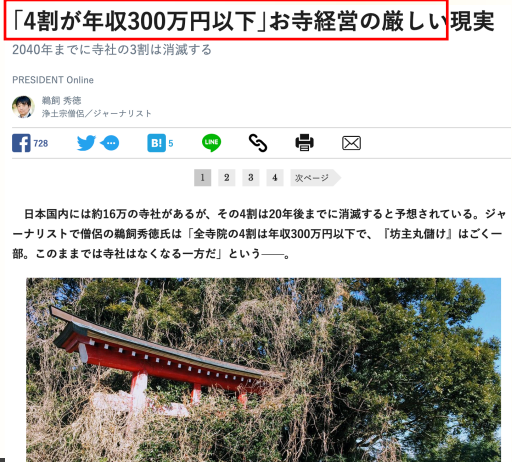 「4割が年収300万円以下」お寺経営の厳しい現実
2040年までに寺社の3割は消滅する
PRESIDENT Online
鵜飼 秀徳
浄土宗僧侶／ジャーナリスト
728
B! 5
LINE
1 2 3 4 次ページ
日本国内には約16万の寺社があるが、その4割は20年後までに消滅すると予想されている。ジャ
ーナリストで僧侶の鵜飼秀徳氏は「全寺院の4割は年収300万円以下で、『坊主丸儲け』はごく一
部。このままでは寺社はなくなる一方だ」という――。